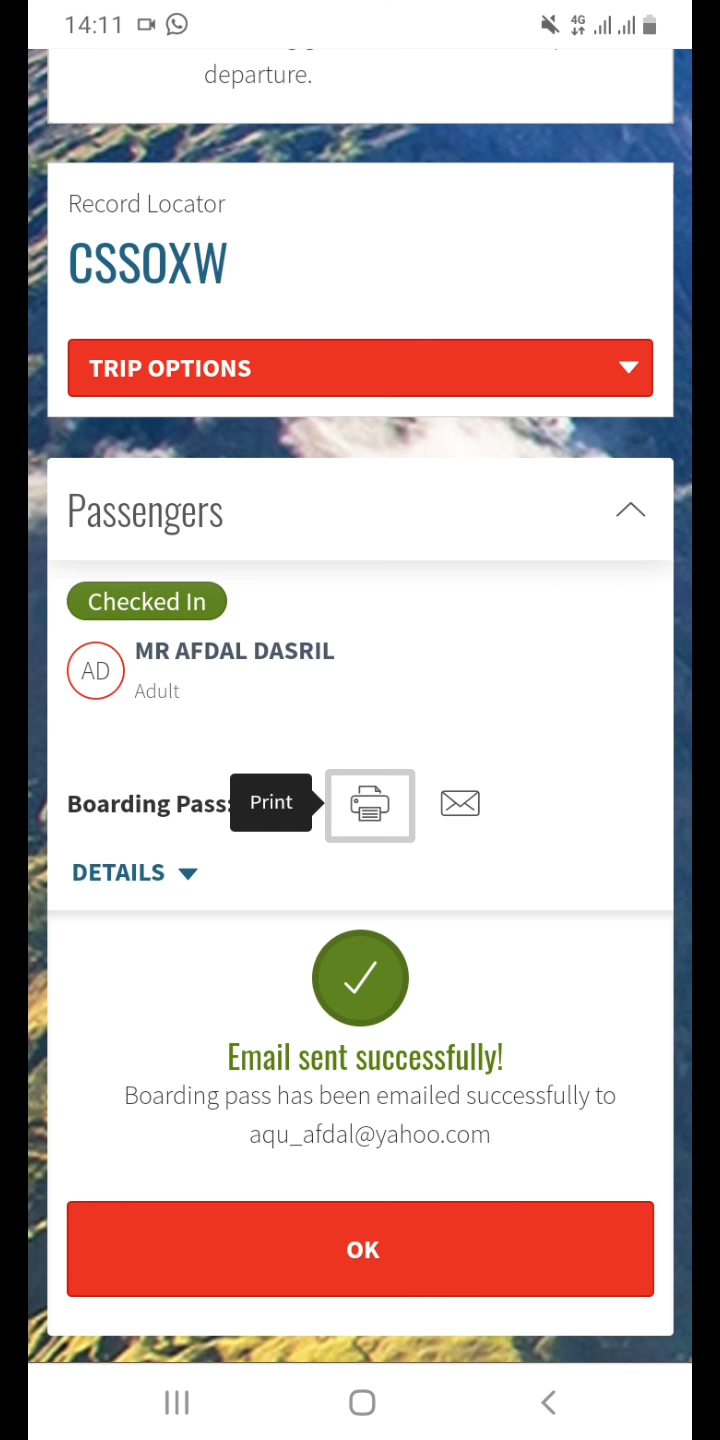 14:11
4G
departure.
Record Locator
CSSOXW
TRIP OPTIONS
Passengers
Checked In
AD
MR AFDAL DASRIL
Adult
Boarding Pass:
Print
DETAILS
Email sent successfully!
Boarding pass has been emailed successfully to
aqu_afdal@yahoo.com
OK